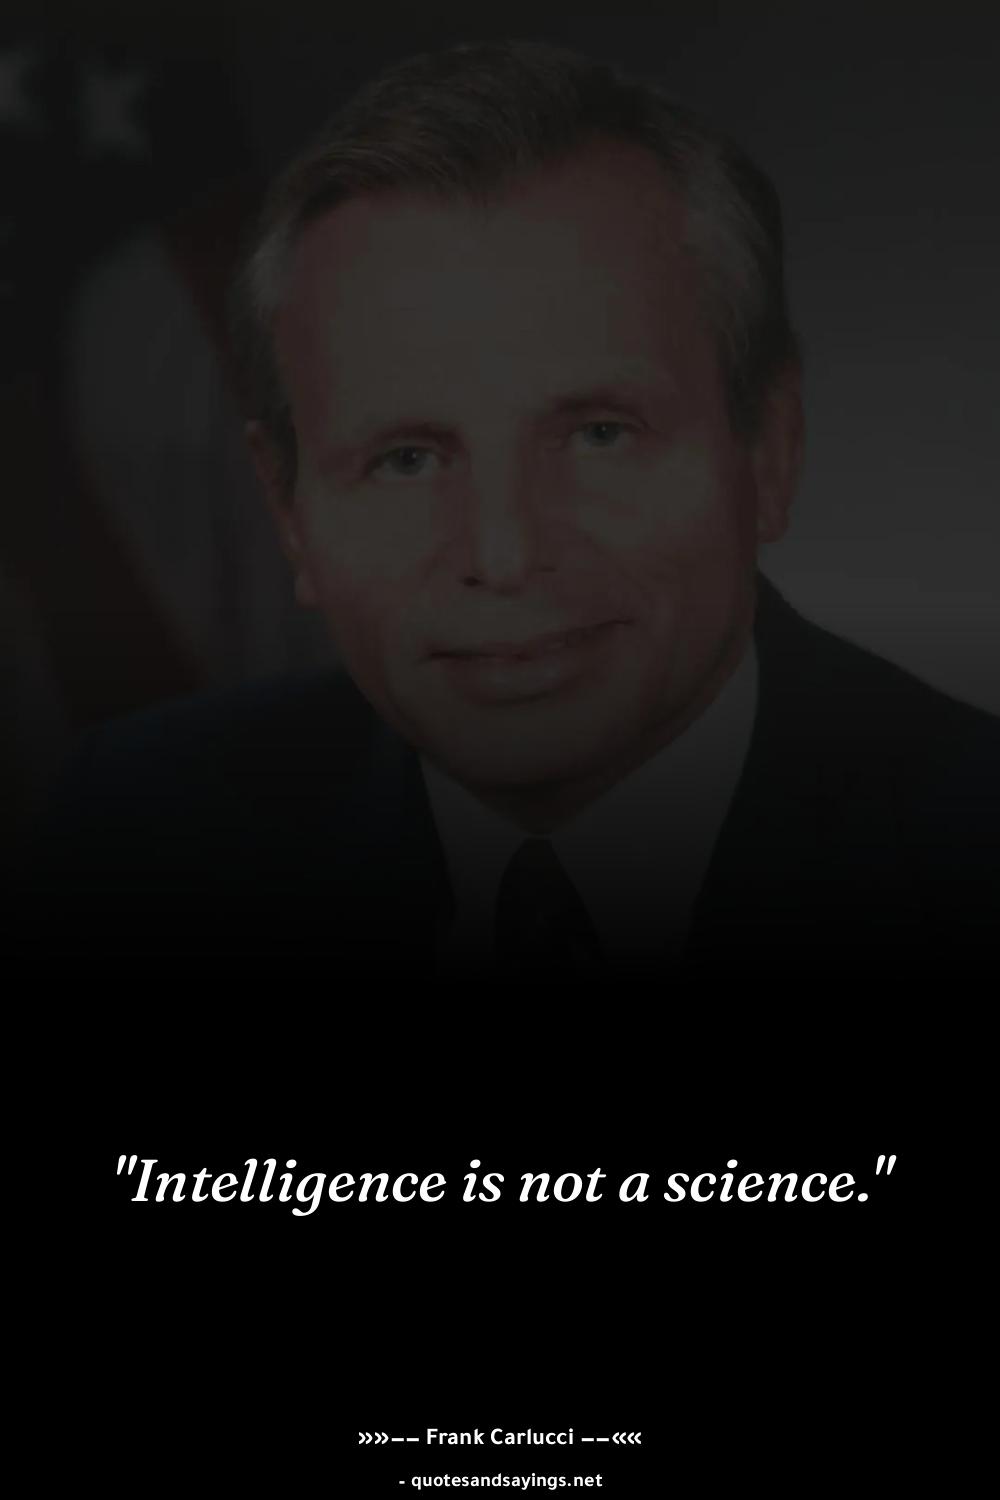 "Intelligence is not a science."
»»−− Frank Carlucci −−««
- quotesandsayings.net